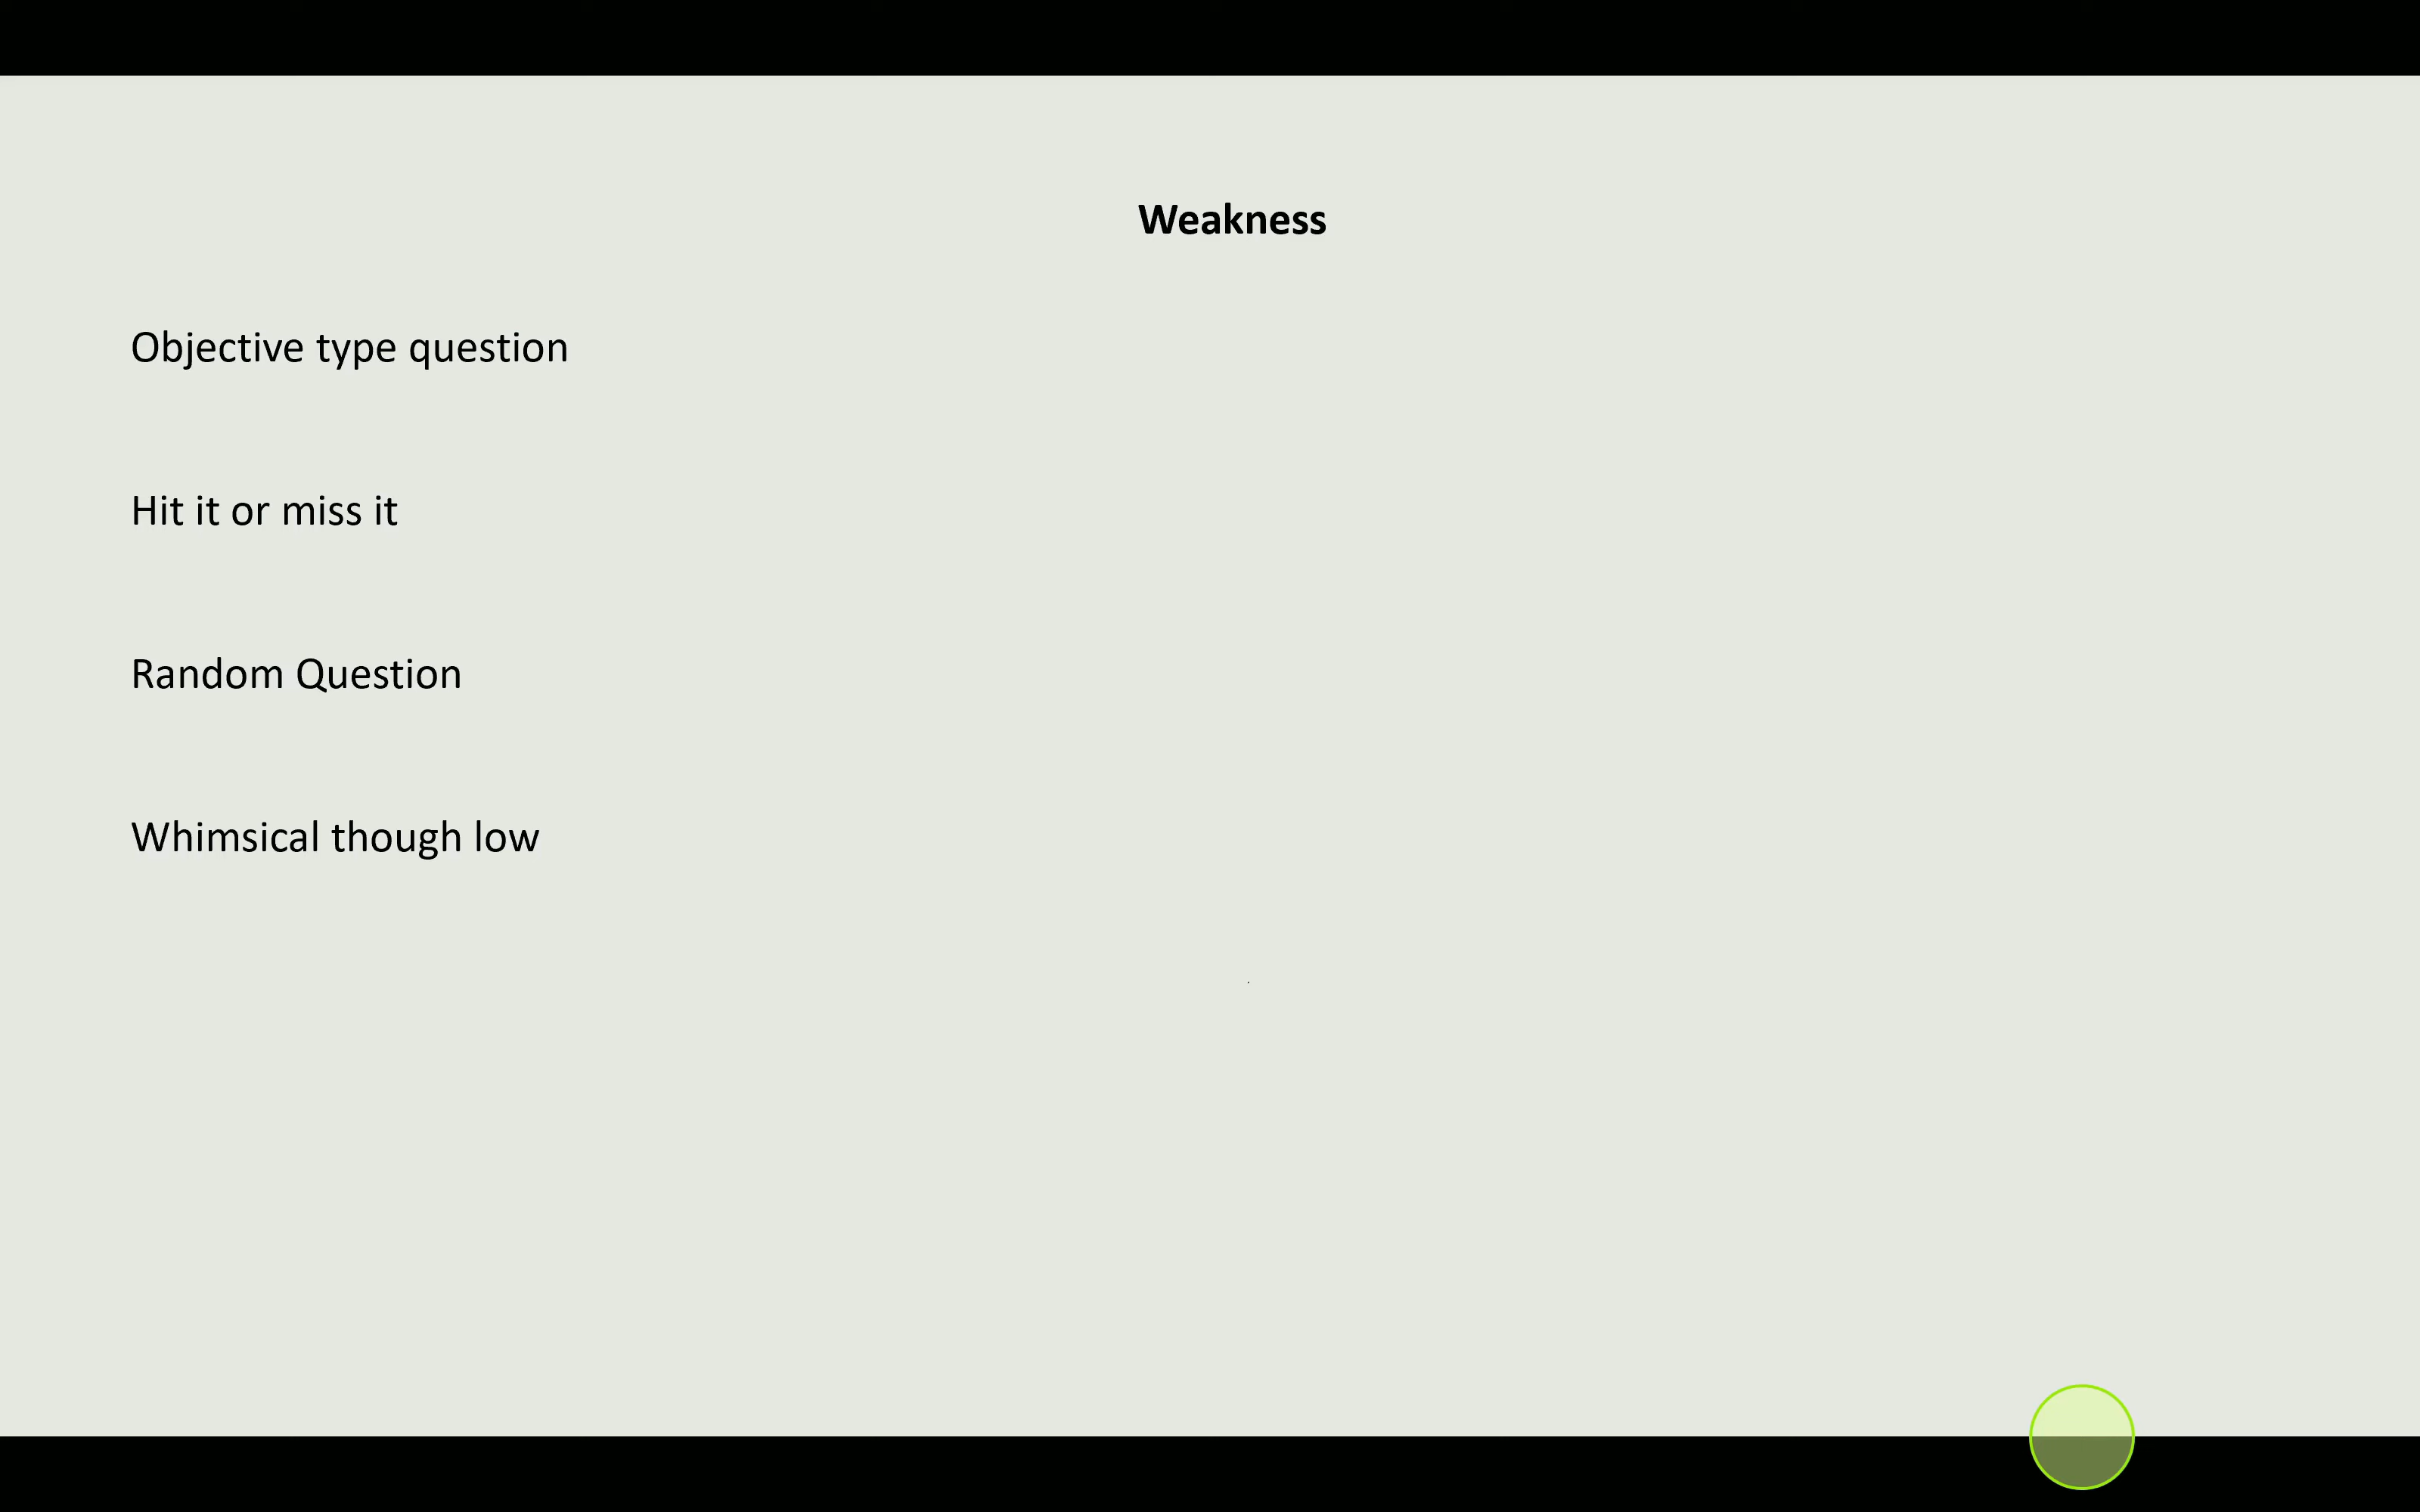 Weakness
Objective type question
Hit it or miss it
Random Question
Whimsical though low